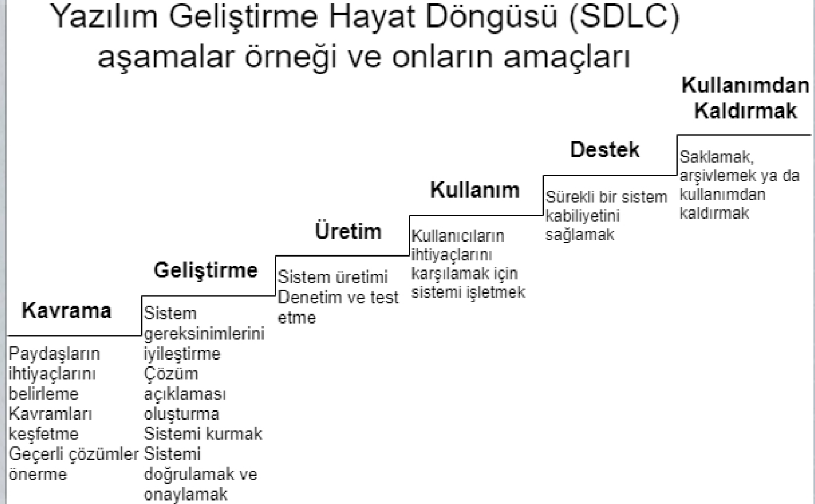 Yazılım Geliştirme Hayat Döngüsü (SDLC)
aşamalar örneği ve onların amaçları
Kavrama
Paydaşların
ihtiyaçlarını
belirleme
Kavramları
keşfetme
Geçerli çözümler
önerme
Geliştirme
Sistem
gereksinimlerini
iyileştirme
Çözüm
açıklaması
oluşturma
Sistemi kurmak
Sistemi
doğrulamak ve
onaylamak
Üretim
Sistem üretimi
Denetim ve test
etme
Kullanım
Kullanıcıların
ihtiyaçlarını
karşılamak için
sistemi işletmek
Destek
Sürekli bir sistem
kabiliyetini
sağlamak
Kullanımdan
Kaldırmak
Saklamak,
arşivlemek ya da
kullanımdan
kaldırmak